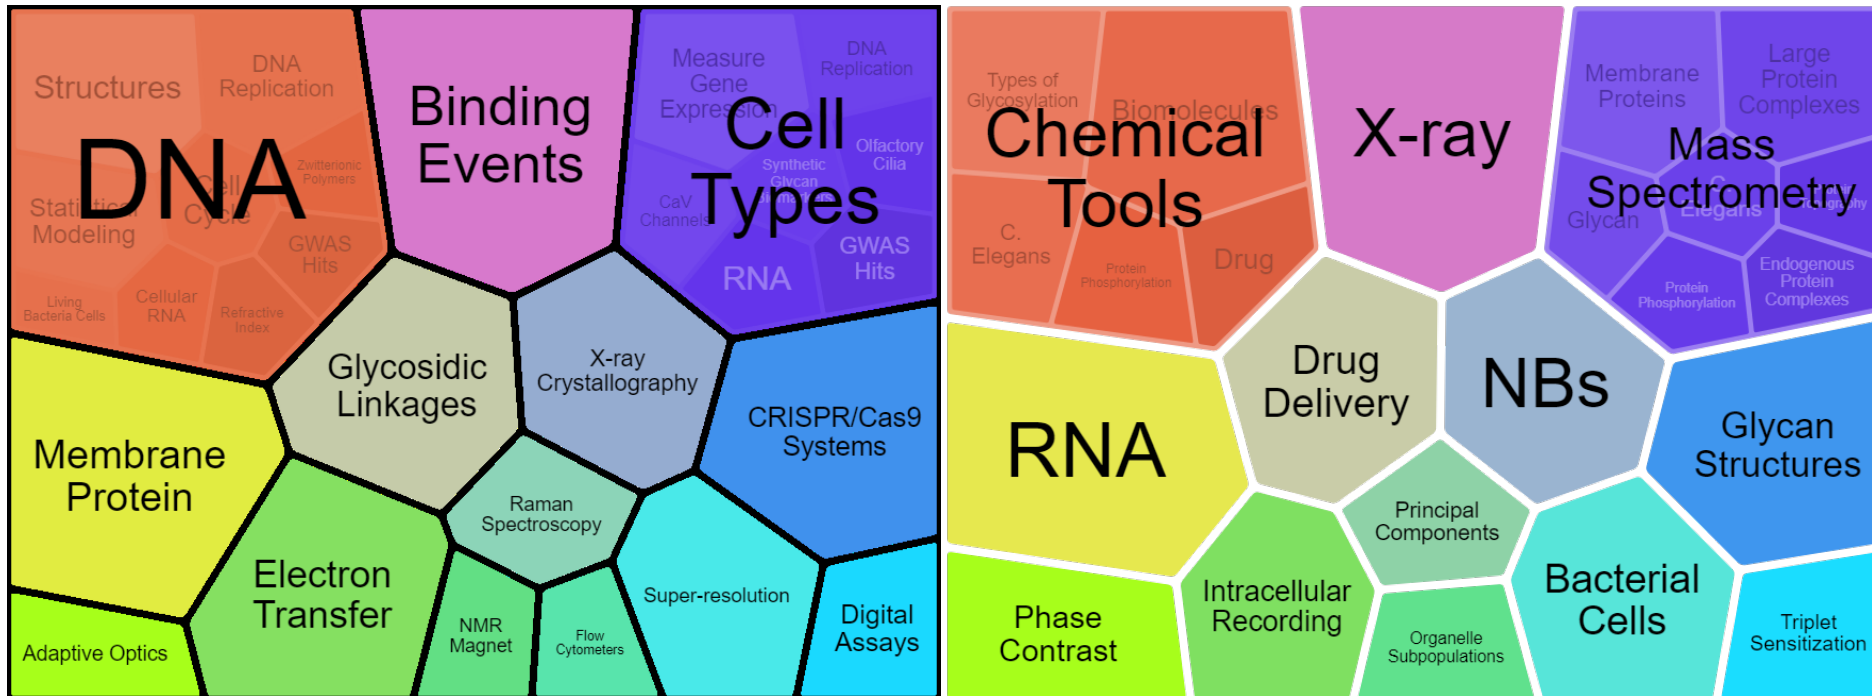 Structures
DNA
Replication
DNA
Zwitterionic
Polymers
Cell
Cycle
Statistical
Modeling
GWAS
Hits
Living
Bacteria Cells
Cellular
RNA
Refractive
Index
Binding
Events
Measure
Gene
Expression
DNA
Replication
Cell
Types
Olfactory
Cilia
Synthetic
Glycan
Biomarkers
CaV
Channels
RNA
GWAS
Hits
Glycosidic
Linkages
X-ray
Crystallography
CRISPR/Cas9
Systems
Membrane
Protein
Raman
Spectroscopy
Electron
Transfer
NMR
Magnet
Flow
Cytometers
Super-resolution
Digital
Assays
Adaptive Optics
Types of
Glycosylation
Biomolecules
Chemical
Tools
C.
Elegans
Protein
Phosphorylation
Drug
X-ray
Membrane
Proteins
Large
Protein
Complexes
Mass
Spectrometry
Glycan
C.
Elegans
Protein
Phosphorylation
Endogenous
Protein
Complexes
Drug
Delivery
NBs
RNA
Glycan
Structures
Principal
Components
Intracellular
Recording
Bacterial
Cells
Phase
Contrast
Organelle
Subpopulations
Triplet
Sensitization